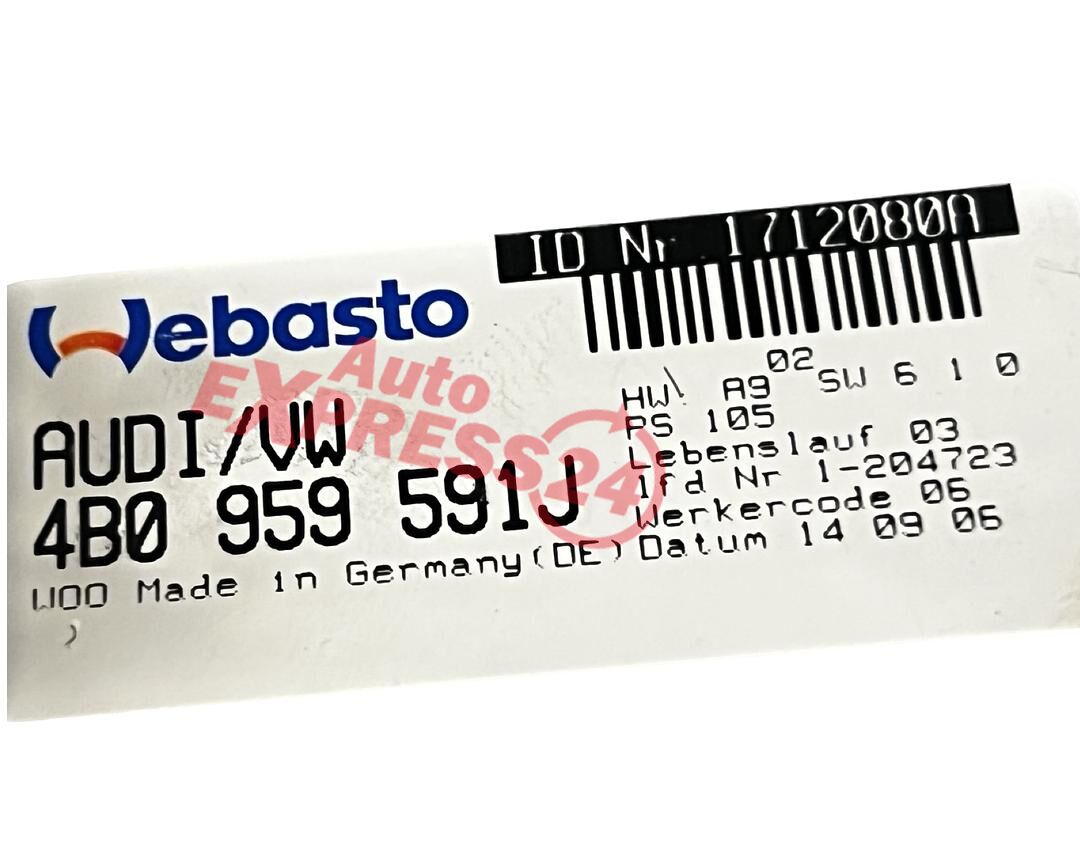 ID Nr 1712080A
Webasto
AUDI/VW
4B0 959 591J
W00 Made in Germany(DE)
HW A9 02 SW 6 1 0
PS 105
Lebenslauf 03
lfd Nr 1-204723
Werkercode 06
Datum 14 09 06
Auto
EXPRESS24